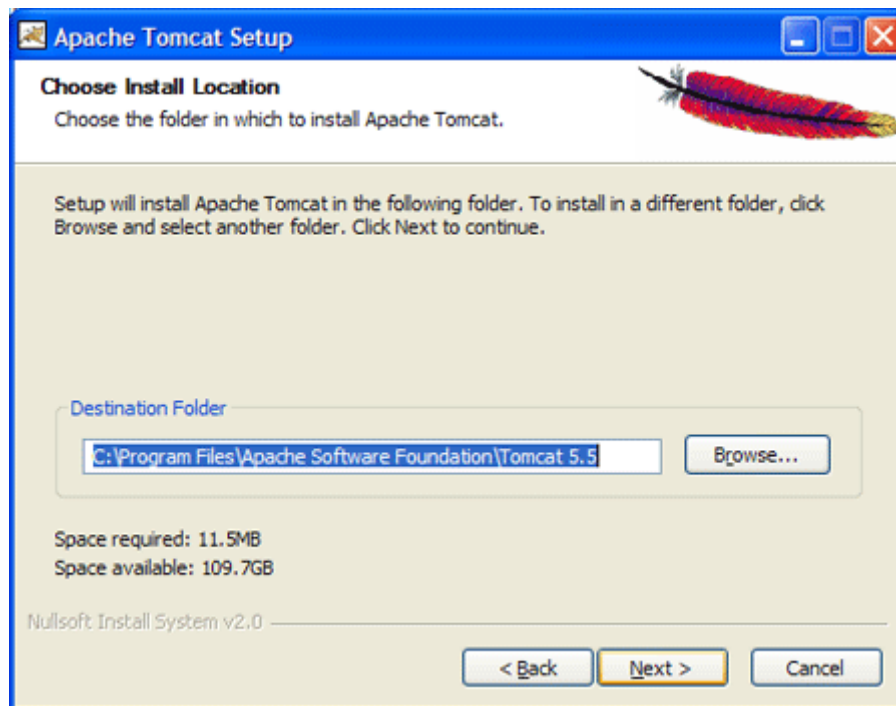 Apache Tomcat Setup
Choose Install Location
Choose the folder in which to install Apache Tomcat.
Setup will install Apache Tomcat in the following folder. To install in a different folder, click
Browse and select another folder. Click Next to continue.
Destination Folder
C:\Program Files\Apache Software Foundation\Tomcat 5.5
Browse...
Space required: 11.5MB
Space available: 109.7GB
Nullsoft Install System v2.0
< Back
Next >
Cancel